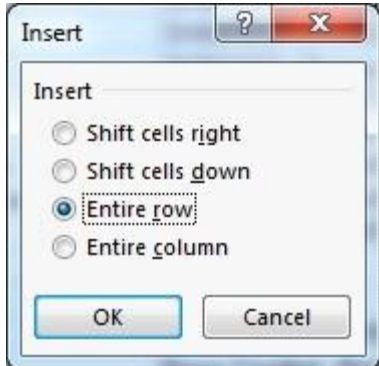 Insert
Insert
Shift cells right
Shift cells down
Entire row
Entire column
OK
Cancel